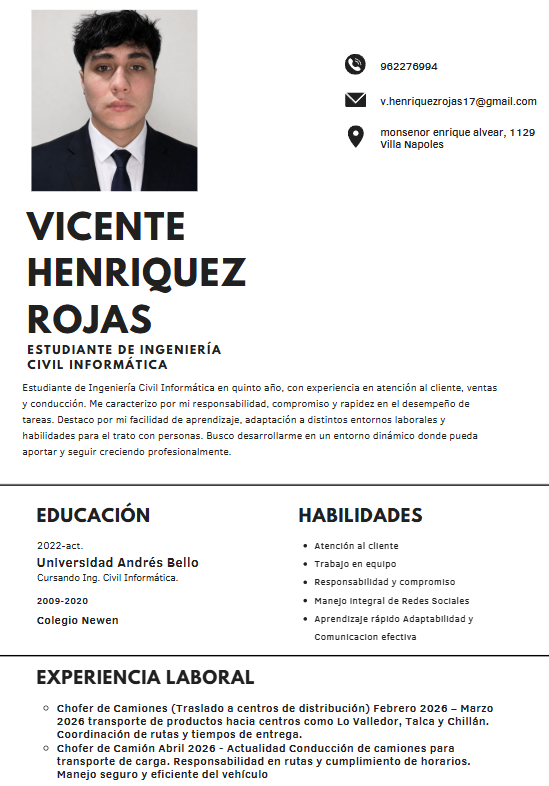 962276994
v.henriquezrojas17@gmail.com
monsenor enrique alvear, 1129
Villa Napoles
VICENTE
HENRIQUEZ
ROJAS
ESTUDIANTE DE INGENIERÍA
CIVIL INFORMÁTICA
Estudiante de Ingeniería Civil Informática en quinto año, con experiencia en atención al cliente, ventas
y conducción. Me caracterizo por mi responsabilidad, compromiso y rapidez en el desempeño de
tareas. Destaco por mi facilidad de aprendizaje, adaptación a distintos entornos laborales y
habilidades para el trato con personas. Busco desarrollarme en un entorno dinámico donde pueda
aportar y seguir creciendo profesionalmente.
EDUCACIÓN
2022-act.
Universidad Andrés Bello
Cursando Ing. Civil Informática.
2009-2020
Colegio Newen
HABILIDADES
• Atención al cliente
• Trabajo en equipo
• Responsabilidad y compromiso
• Manejo Integral de Redes Sociales
• Aprendizaje rápido Adaptabilidad y
Comunicacion efectiva
EXPERIENCIA LABORAL
◦ Chofer de Camiones (Traslado a centros de distribución) Febrero 2026 – Marzo
2026 transporte de productos hacia centros como Lo Valledor, Talca y Chillán.
Coordinación de rutas y tiempos de entrega.
◦ Chofer de Camión Abril 2026 - Actualidad Conducción de camiones para
transporte de carga. Responsabilidad en rutas y cumplimiento de horarios.
Manejo seguro y eficiente del vehículo